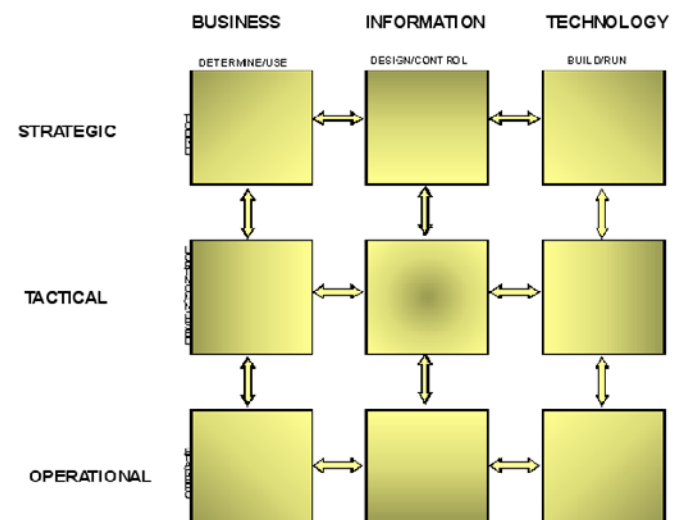 BUSINESS INFORMATION TECHNOLOGY
DETERMINE/USE DESIGN/CONTROL BUILD/RUN
STRATEGIC
TACTICAL
OPERATIONAL